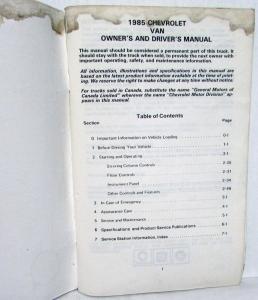 1985 CHEVROLET
VAN
OWNER'S AND DRIVER'S MANUAL
This manual should be considered a permanent part of this truck. It
should stay with the truck when sold, to provide the next owner with
important operating, safety, and maintenance information.
All information, illustrations and specifications in this manual are
based on the latest product information available at the time of print-
ing. We reserve the right to make changes at any time without notice.
For trucks sold in Canada, substitute the name "General Motors of
Canada Limited" wherever the name "Chevrolet Motor Division" ap-
pears in this manual.
Table of Contents
Section Page
0 Important Information on Vehicle Loading 0-1
1 Before Driving Your Vehicle 1-1
2 Starting and Operating 2-1
Steering Column Controls
Floor Controls
Instrument Panel
Other Controls and Features
3 In Case of Emergency 3-1
4 Appearance Care 4-1
5 Service and Maintenance 5-1
6 Specifications and Product Service Publications 6-1
7 Service Station Information, Index 7-1